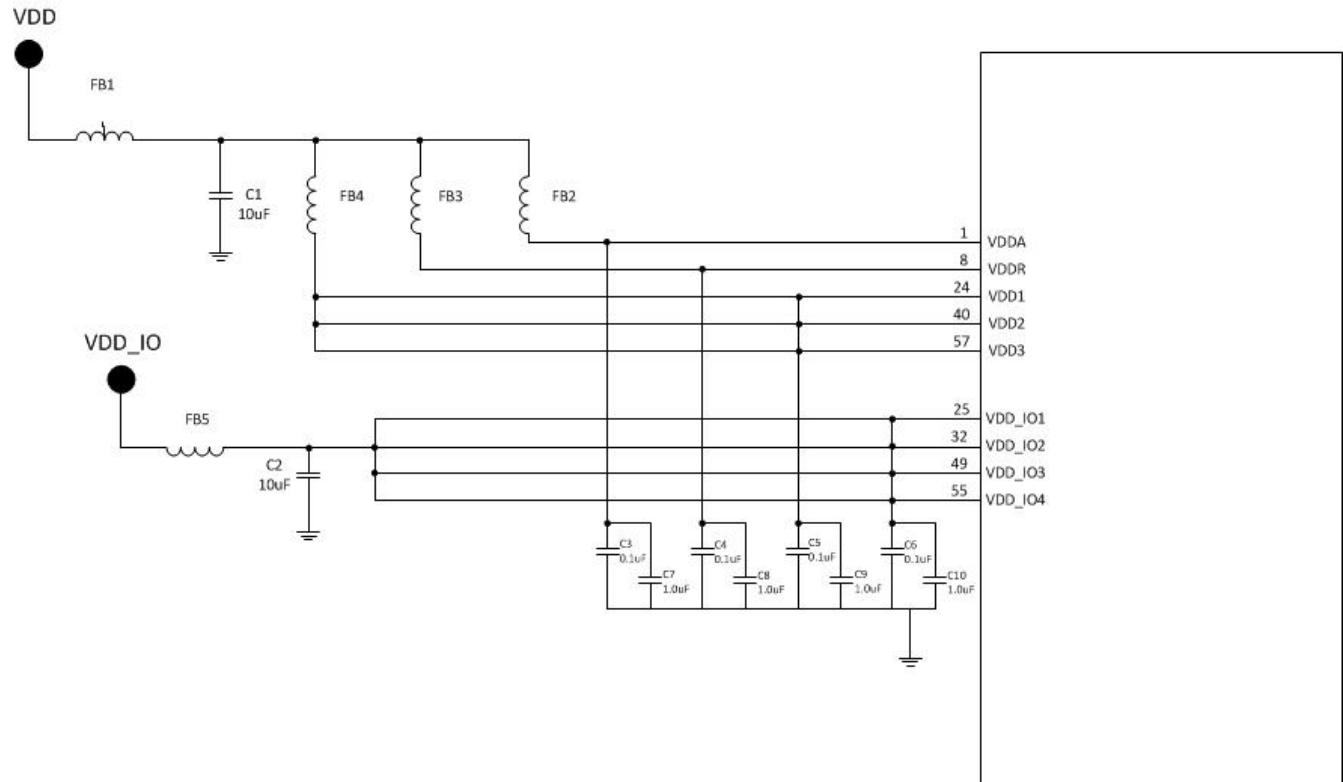 VDD
FB1
C1
10uF
FB4
FB3
FB2
1
VDDA
8
VDDR
24
VDD1
40
VDD2
57
VDD3
VDD_IO
FB5
C2
10uF
25
VDD_IO1
32
VDD_IO2
49
VDD_IO3
55
VDD_IO4
C3
0.1uF
C7
1.0uF
C4
0.1uF
C8
1.0uF
C5
0.1uF
C9
1.0uF
C6
0.1uF
C10
1.0uF